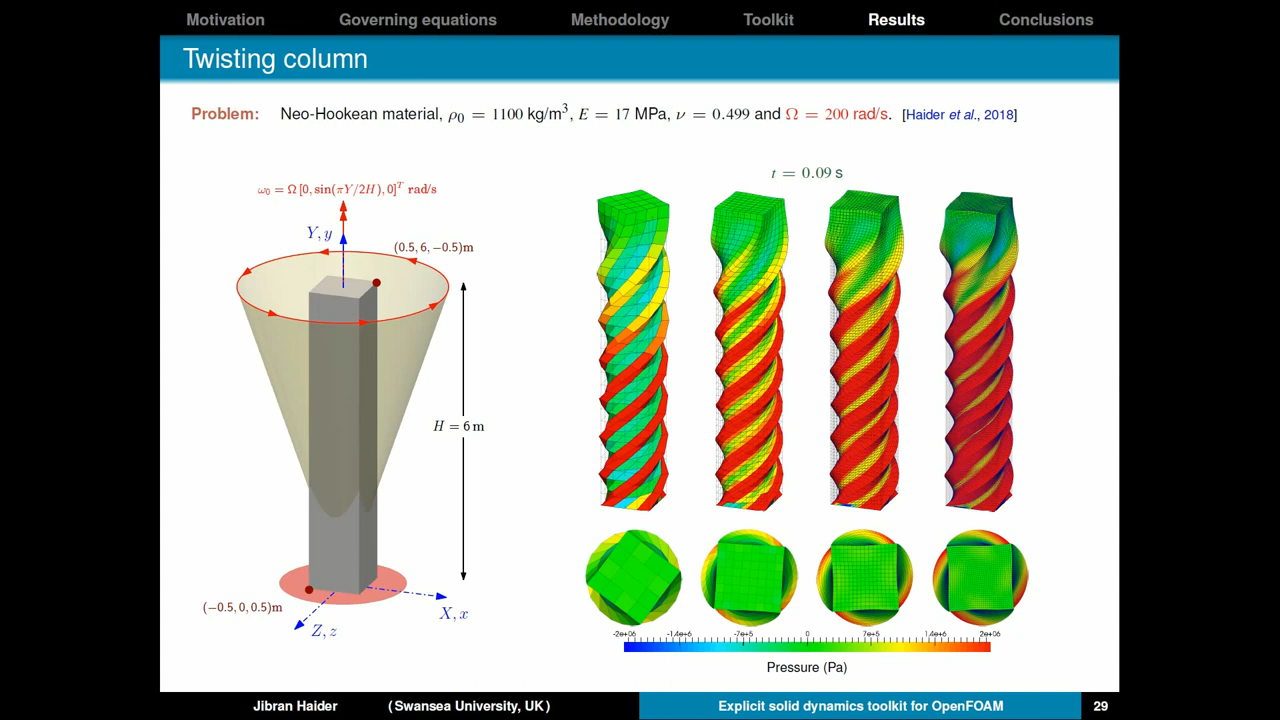 Motivation Governing equations Methodology Toolkit Results Conclusions
Twisting column
Problem: Neo-Hookean material, ρ₀ = 1100 kg/m³, E = 17 MPa, ν = 0.499 and Ω = 200 rad/s. [Haider et al., 2018]
t = 0.09 s
ω₀ = Ω [0, sin(πY/2H), 0]ᵀ rad/s
Y, y
(0.5, 6, −0.5)m
H = 6 m
(−0.5, 0, 0.5)m
X, x
Z, z
-2e+06 -1.4e+6 -7e+5 0 7e+5 1.4e+6 2e+06
Pressure (Pa)
Jibran Haider (Swansea University, UK) Explicit solid dynamics toolkit for OpenFOAM 29